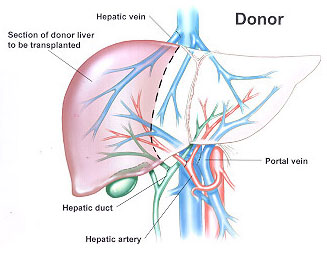 Hepatic vein
Donor
Section of donor liver
to be transplanted
Portal vein
Hepatic duct
Hepatic artery